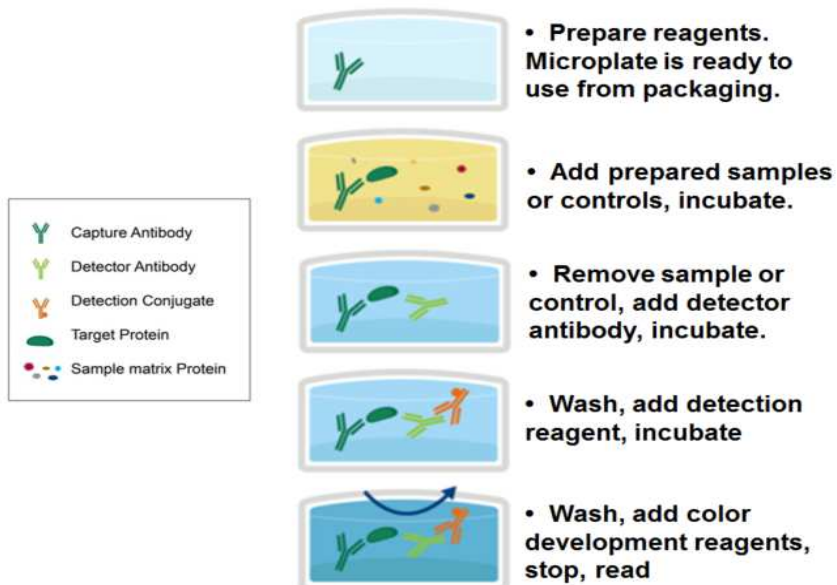 • Prepare reagents.
Microplate is ready to
use from packaging.
• Add prepared samples
or controls, incubate.
Capture Antibody
Detector Antibody
Detection Conjugate
Target Protein
Sample matrix Protein
• Remove sample or
control, add detector
antibody, incubate.
• Wash, add detection
reagent, incubate
• Wash, add color
development reagents,
stop, read